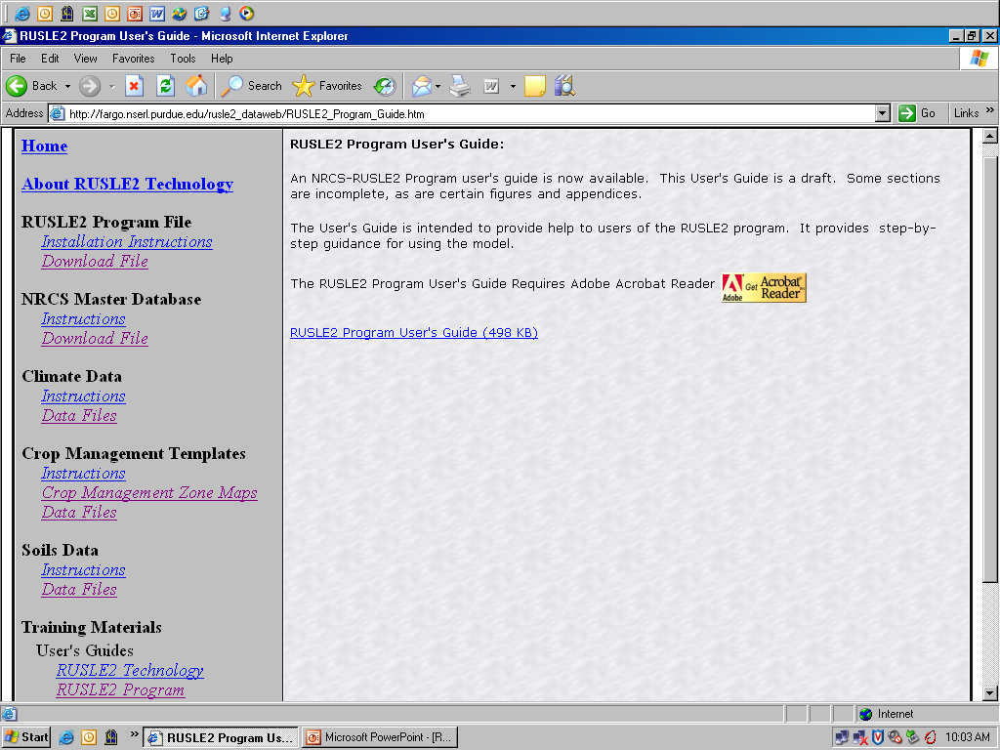 RUSLE2 Program User's Guide - Microsoft Internet Explorer
File Edit View Favorites Tools Help
Back Search Favorites
Address http://fargo.nserl.purdue.edu/rusle2_dataweb/RUSLE2_Program_Guide.htm Go Links »
Home
About RUSLE2 Technology
RUSLE2 Program File
Installation Instructions
Download File
NRCS Master Database
Instructions
Download File
Climate Data
Instructions
Data Files
Crop Management Templates
Instructions
Crop Management Zone Maps
Data Files
Soils Data
Instructions
Data Files
Training Materials
User's Guides
RUSLE2 Technology
RUSLE2 Program
RUSLE2 Program User's Guide:
An NRCS-RUSLE2 Program user's guide is now available. This User's Guide is a draft. Some sections
are incomplete, as are certain figures and appendices.
The User's Guide is intended to provide help to users of the RUSLE2 program. It provides step-by-
step guidance for using the model.
The RUSLE2 Program User's Guide Requires Adobe Acrobat Reader
Adobe Get Acrobat Reader
RUSLE2 Program User's Guide (498 KB)
Internet
Start » RUSLE2 Program Us... Microsoft PowerPoint - [R... 10:03 AM